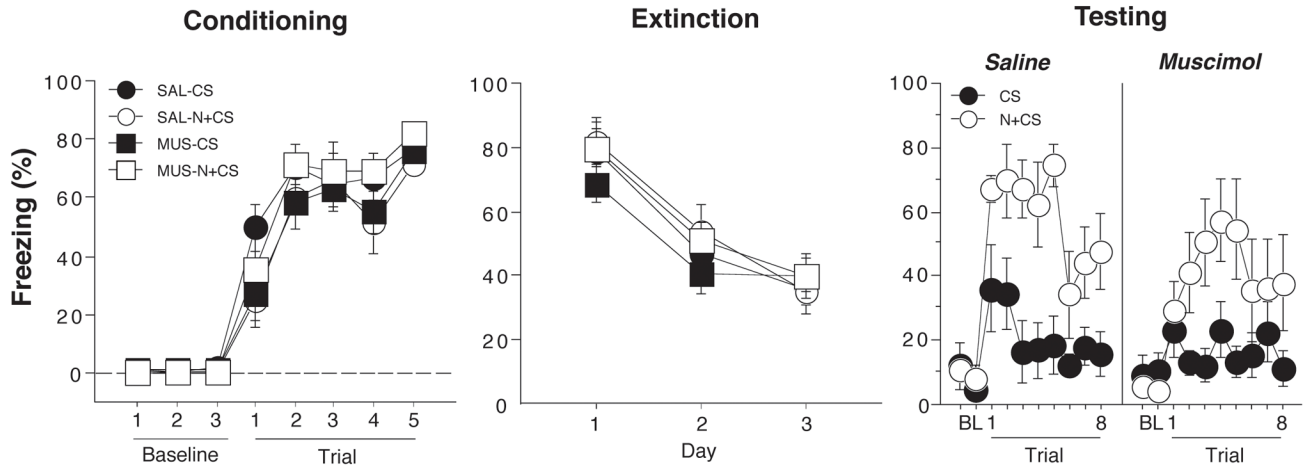 Conditioning
Extinction
Testing
Saline
Muscimol
Freezing (%)
100
80
60
40
20
0
SAL-CS
SAL-N+CS
MUS-CS
MUS-N+CS
1 2 3 1 2 3 4 5
Baseline
Trial
100
80
60
40
20
0
1 2 3
Day
100
80
60
40
20
0
CS
N+CS
BL 1 8
Trial
BL 1 8
Trial